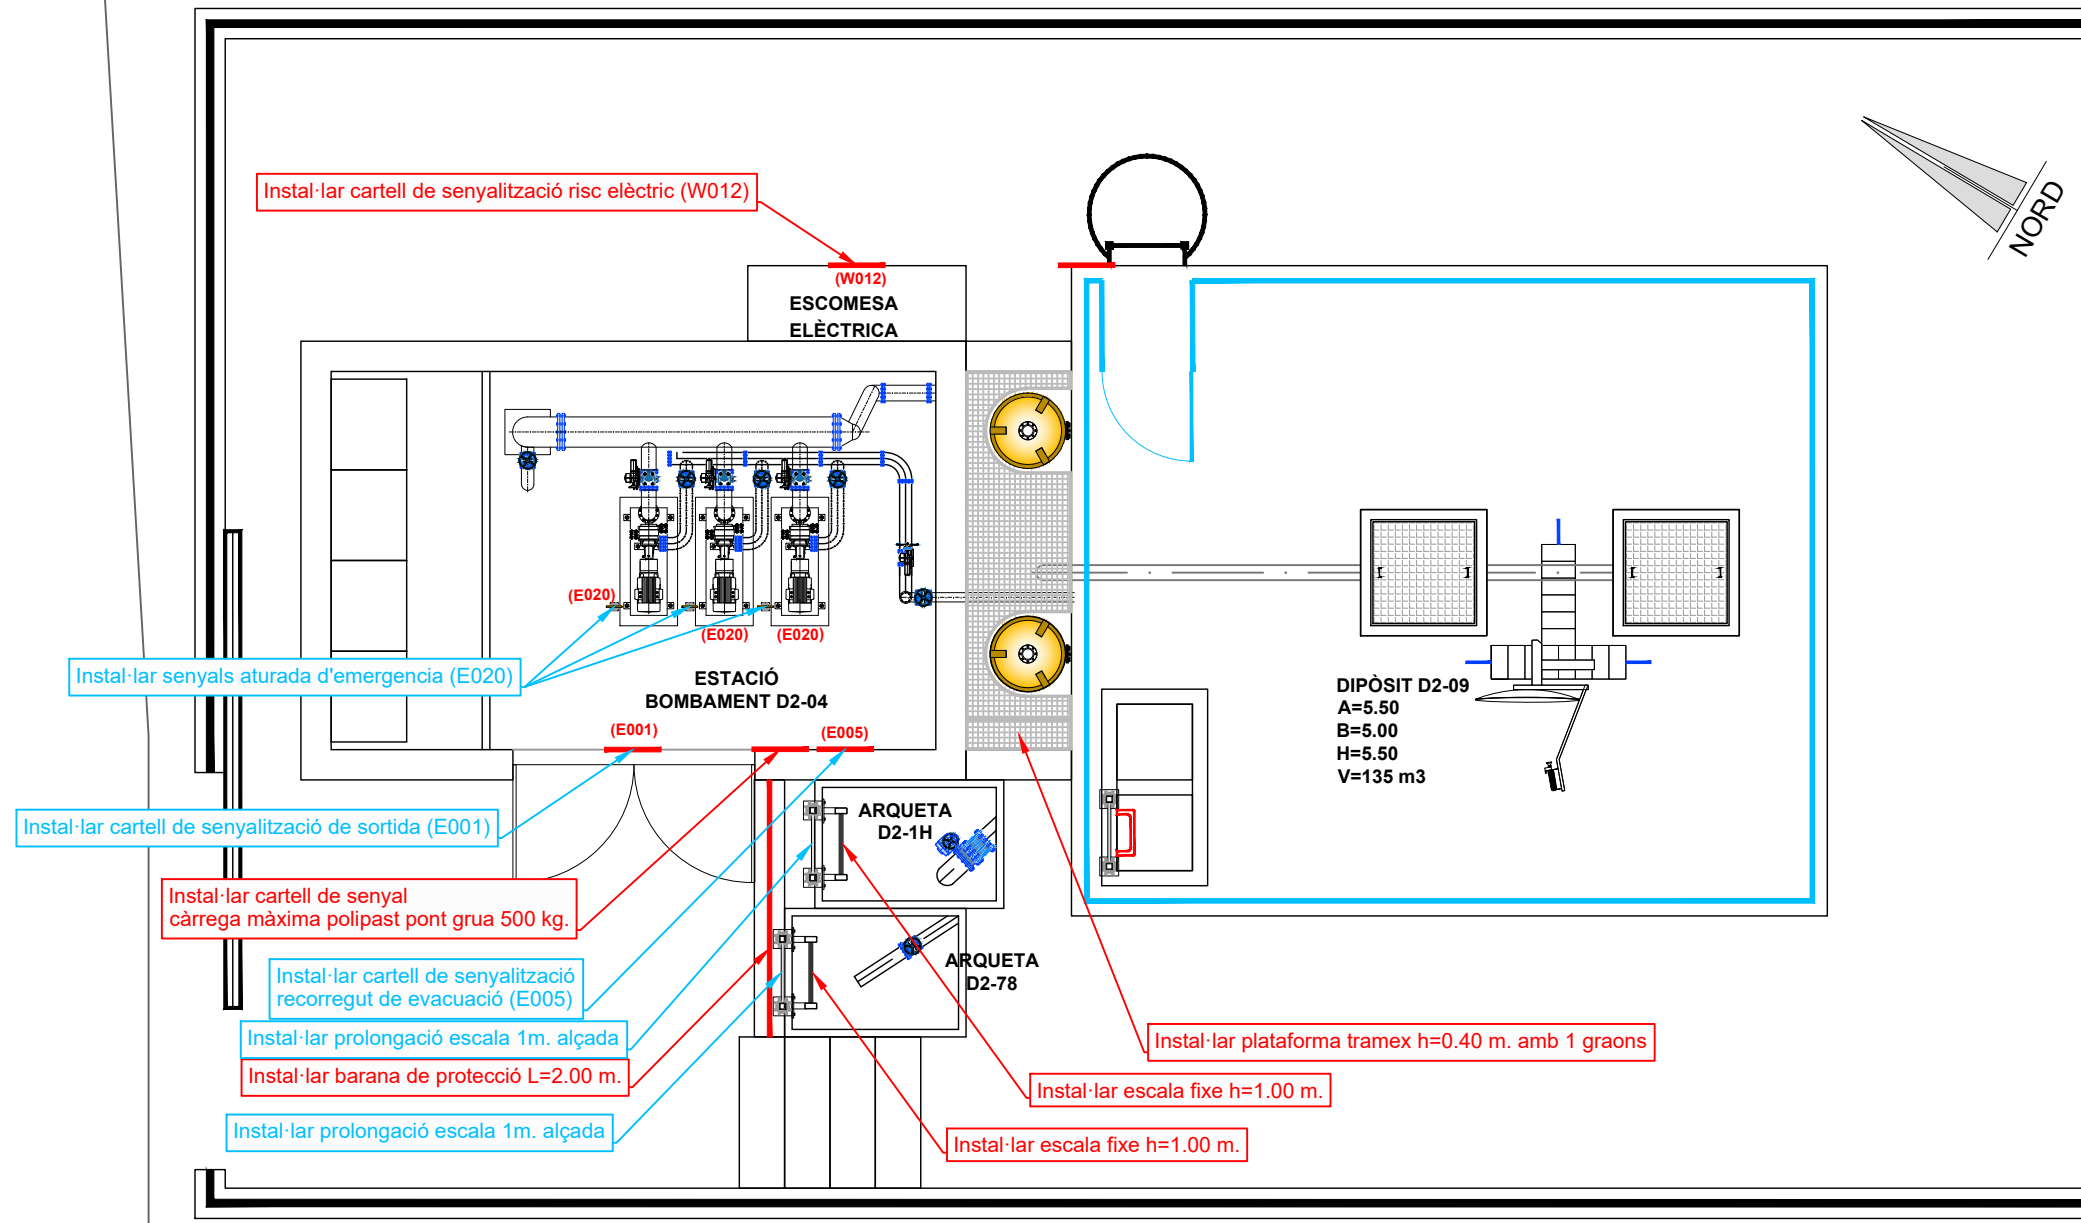 NORD
Instal·lar cartell de senyalització risc elèctric (W012)
(W012)
ESCOMESA
ELÈCTRICA
(E020)
(E020)
(E020)
Instal·lar senyals aturada d'emergencia (E020)
ESTACIÓ
BOMBAMENT D2-04
DIPÒSIT D2-09
A=5.50
B=5.00
H=5.50
V=135 m3
(E001)
(E005)
Instal·lar cartell de senyalització de sortida (E001)
ARQUETA
D2-1H
Instal·lar cartell de senyal
càrrega màxima polipast pont grua 500 kg.
Instal·lar cartell de senyalització
recorregut de evacuació (E005)
ARQUETA
D2-78
Instal·lar prolongació escala 1m. alçada
Instal·lar plataforma tramex h=0.40 m. amb 1 graons
Instal·lar barana de protecció L=2.00 m.
Instal·lar escala fixe h=1.00 m.
Instal·lar prolongació escala 1m. alçada
Instal·lar escala fixe h=1.00 m.